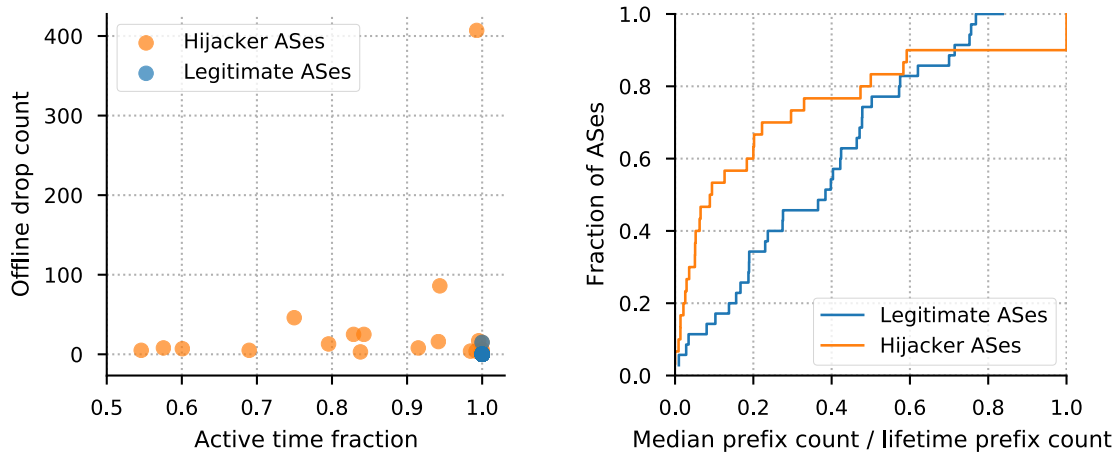 Offline drop count
400
300
200
100
0
Hijacker ASes
Legitimate ASes
0.5 0.6 0.7 0.8 0.9 1.0
Active time fraction
Fraction of ASes
1.0
0.8
0.6
0.4
0.2
0.0
Legitimate ASes
Hijacker ASes
0.0 0.2 0.4 0.6 0.8 1.0
Median prefix count / lifetime prefix count